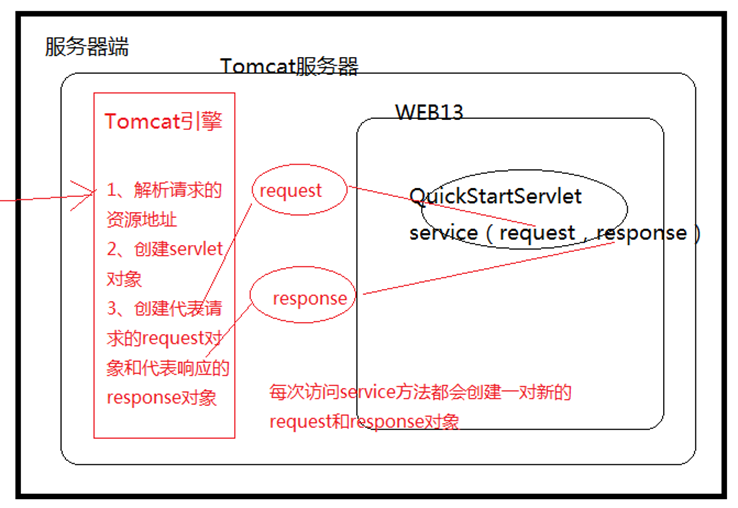 服务器端
Tomcat服务器
Tomcat引擎
1、解析请求的
资源地址
2、创建servlet
对象
3、创建代表请
求的request对
象和代表响应的
response对象
request
response
WEB13
QuickStartServlet
service（request，response）
每次访问service方法都会创建一对新的
request和response对象